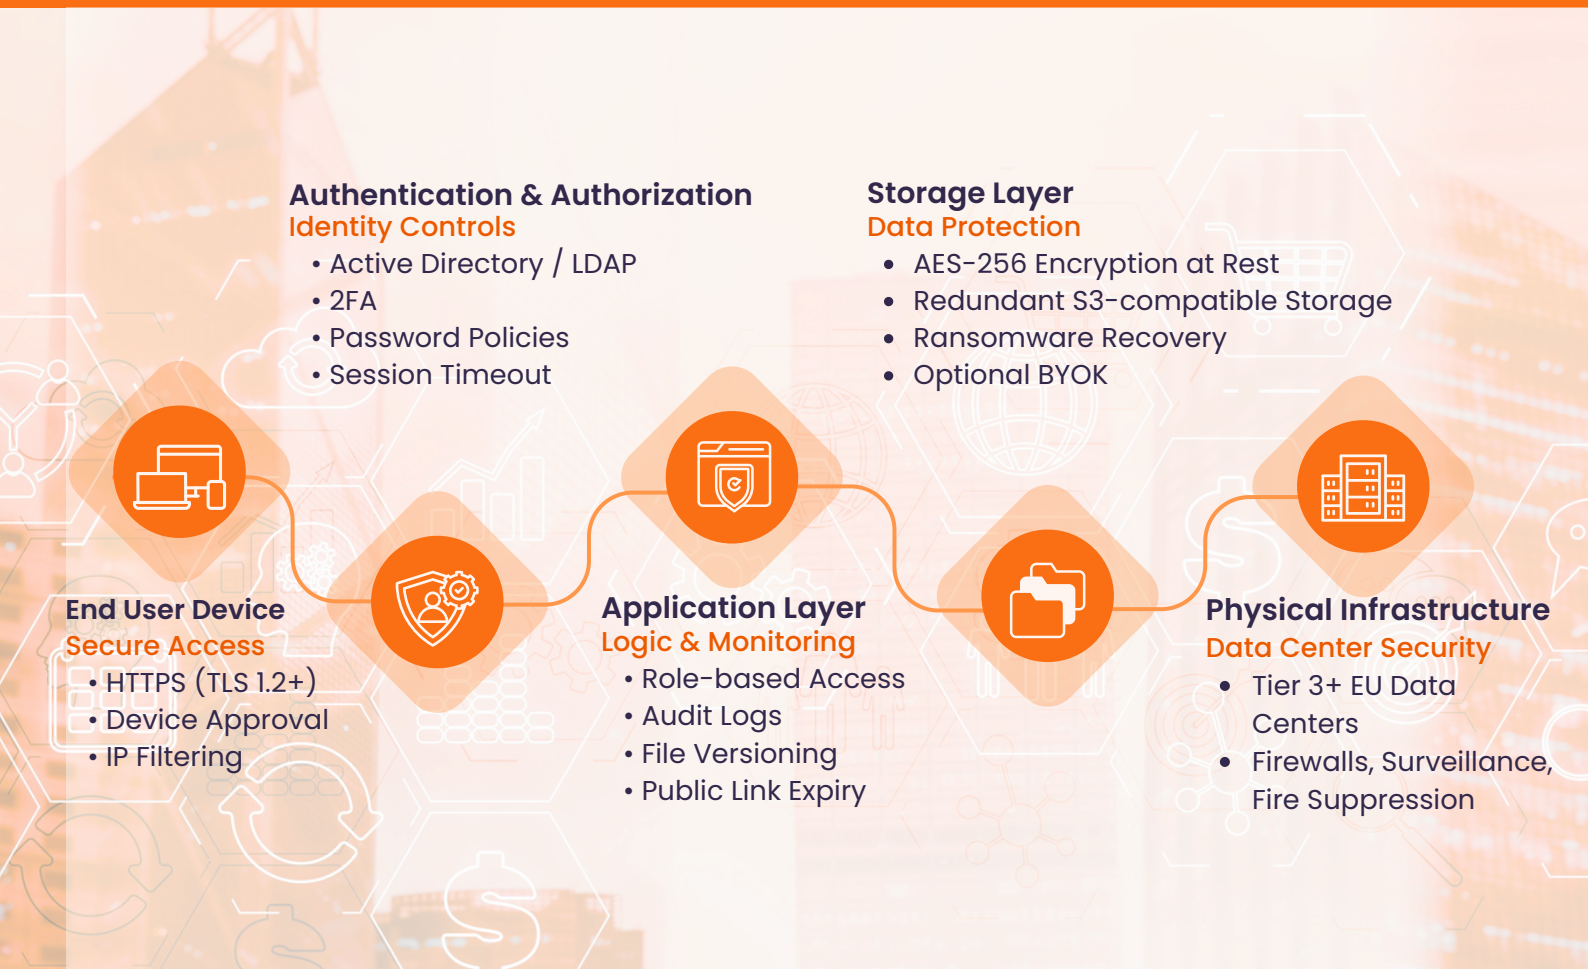 End User Device
Secure Access
• HTTPS (TLS 1.2+)
• Device Approval
• IP Filtering
Authentication & Authorization
Identity Controls
• Active Directory / LDAP
• 2FA
• Password Policies
• Session Timeout
Application Layer
Logic & Monitoring
• Role-based Access
• Audit Logs
• File Versioning
• Public Link Expiry
Storage Layer
Data Protection
• AES-256 Encryption at Rest
• Redundant S3-compatible Storage
• Ransomware Recovery
• Optional BYOK
Physical Infrastructure
Data Center Security
• Tier 3+ EU Data
Centers
• Firewalls, Surveillance,
Fire Suppression